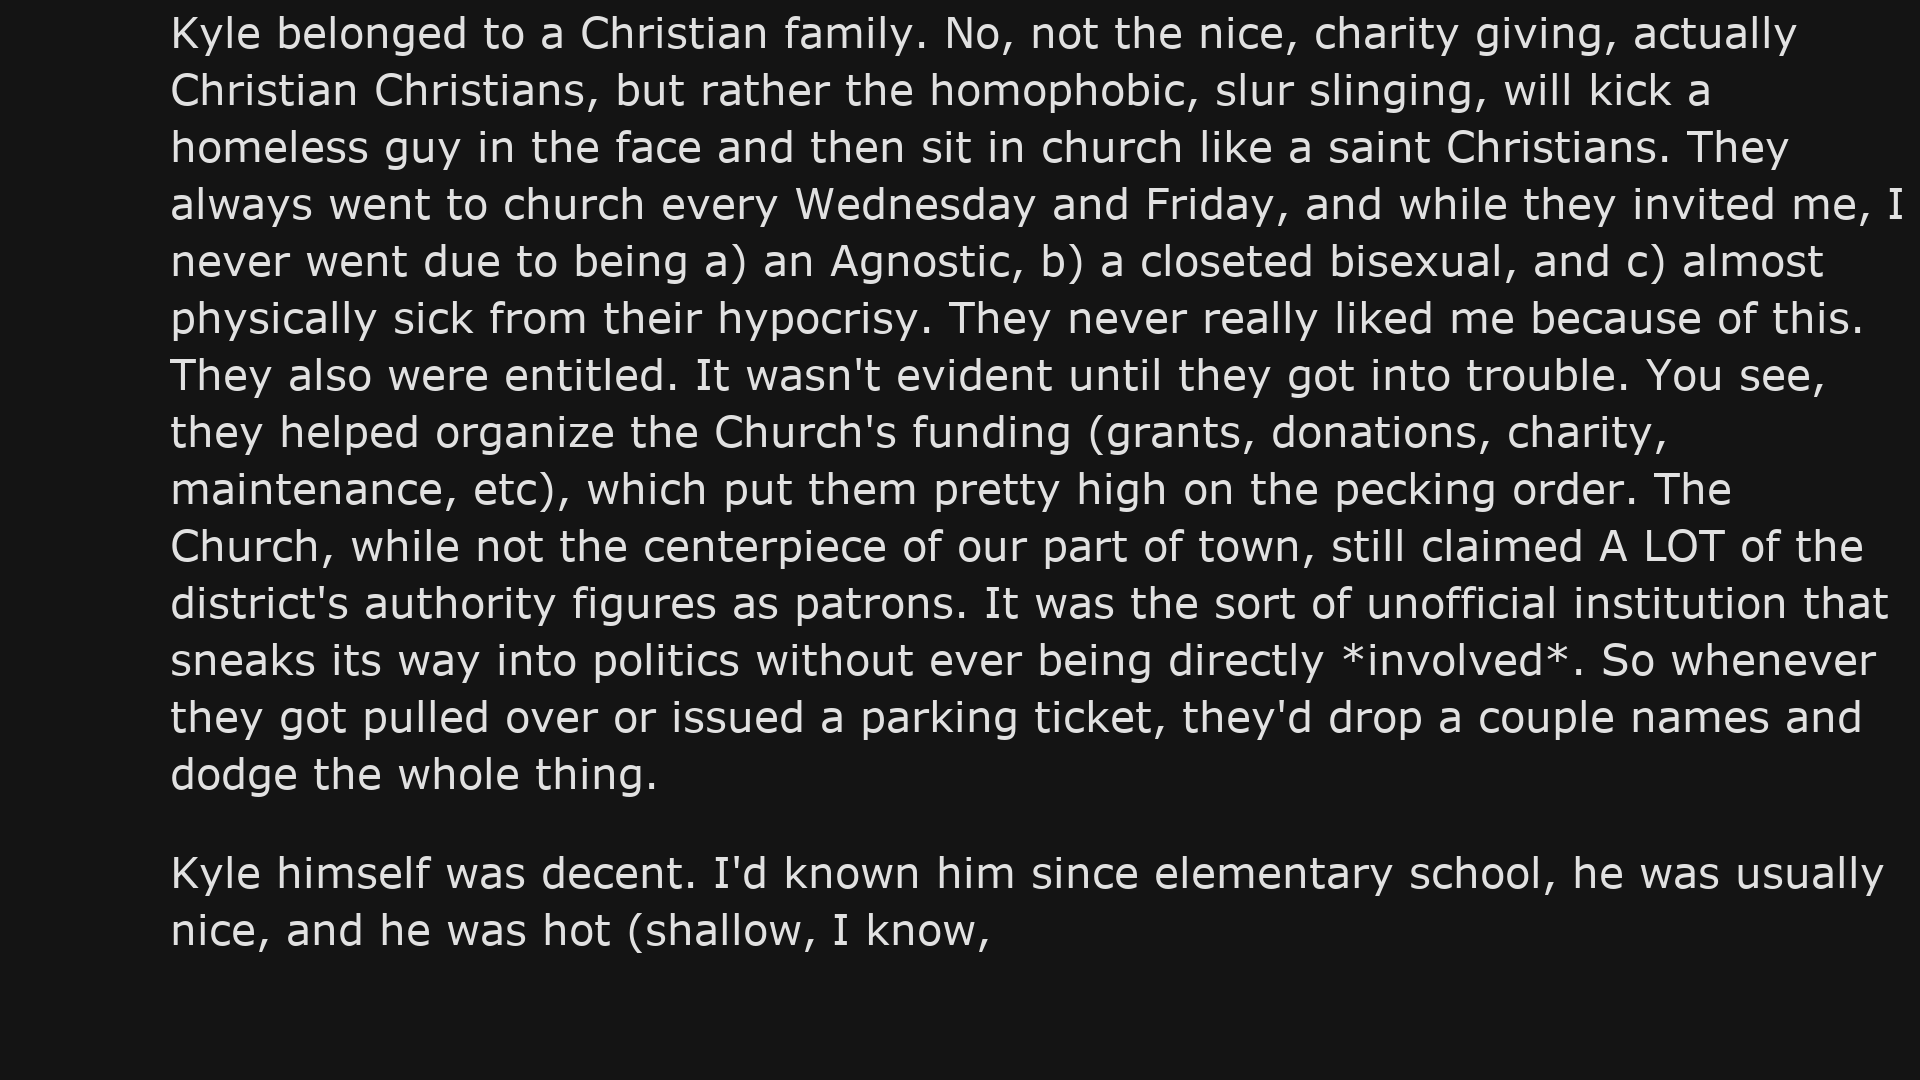 Kyle belonged to a Christian family. No, not the nice, charity giving, actually
Christian Christians, but rather the homophobic, slur slinging, will kick a
homeless guy in the face and then sit in church like a saint Christians. They
always went to church every Wednesday and Friday, and while they invited me, I
never went due to being a) an Agnostic, b) a closeted bisexual, and c) almost
physically sick from their hypocrisy. They never really liked me because of this.
They also were entitled. It wasn't evident until they got into trouble. You see,
they helped organize the Church's funding (grants, donations, charity,
maintenance, etc), which put them pretty high on the pecking order. The
Church, while not the centerpiece of our part of town, still claimed A LOT of the
district's authority figures as patrons. It was the sort of unofficial institution that
sneaks its way into politics without ever being directly *involved*. So whenever
they got pulled over or issued a parking ticket, they'd drop a couple names and
dodge the whole thing.
Kyle himself was decent. I'd known him since elementary school, he was usually
nice, and he was hot (shallow, I know,